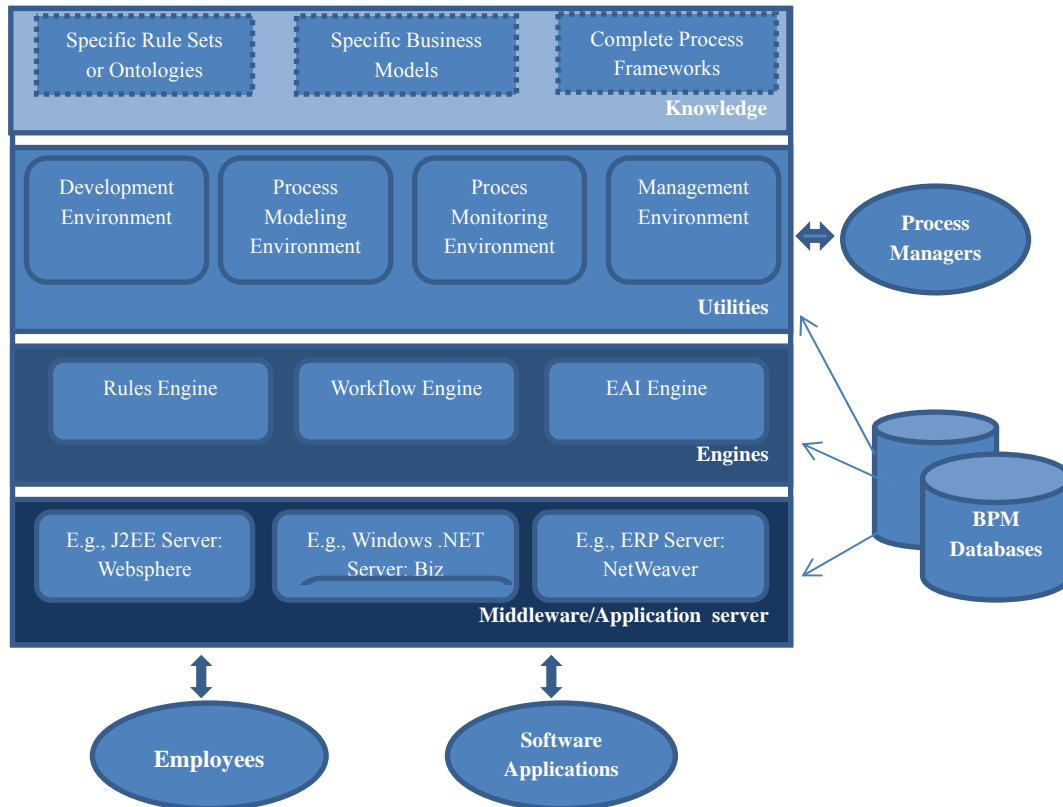 Specific Rule Sets
or Ontologies
Specific Business
Models
Complete Process
Frameworks
Knowledge
Development
Environment
Process
Modeling
Environment
Proces
Monitoring
Environment
Management
Environment
Utilities
Process
Managers
Rules Engine
Workflow Engine
EAI Engine
Engines
BPM
Databases
E.g., J2EE Server:
Websphere
E.g., Windows .NET
Server: Biz
E.g., ERP Server:
NetWeaver
Middleware/Application server
Employees
Software
Applications